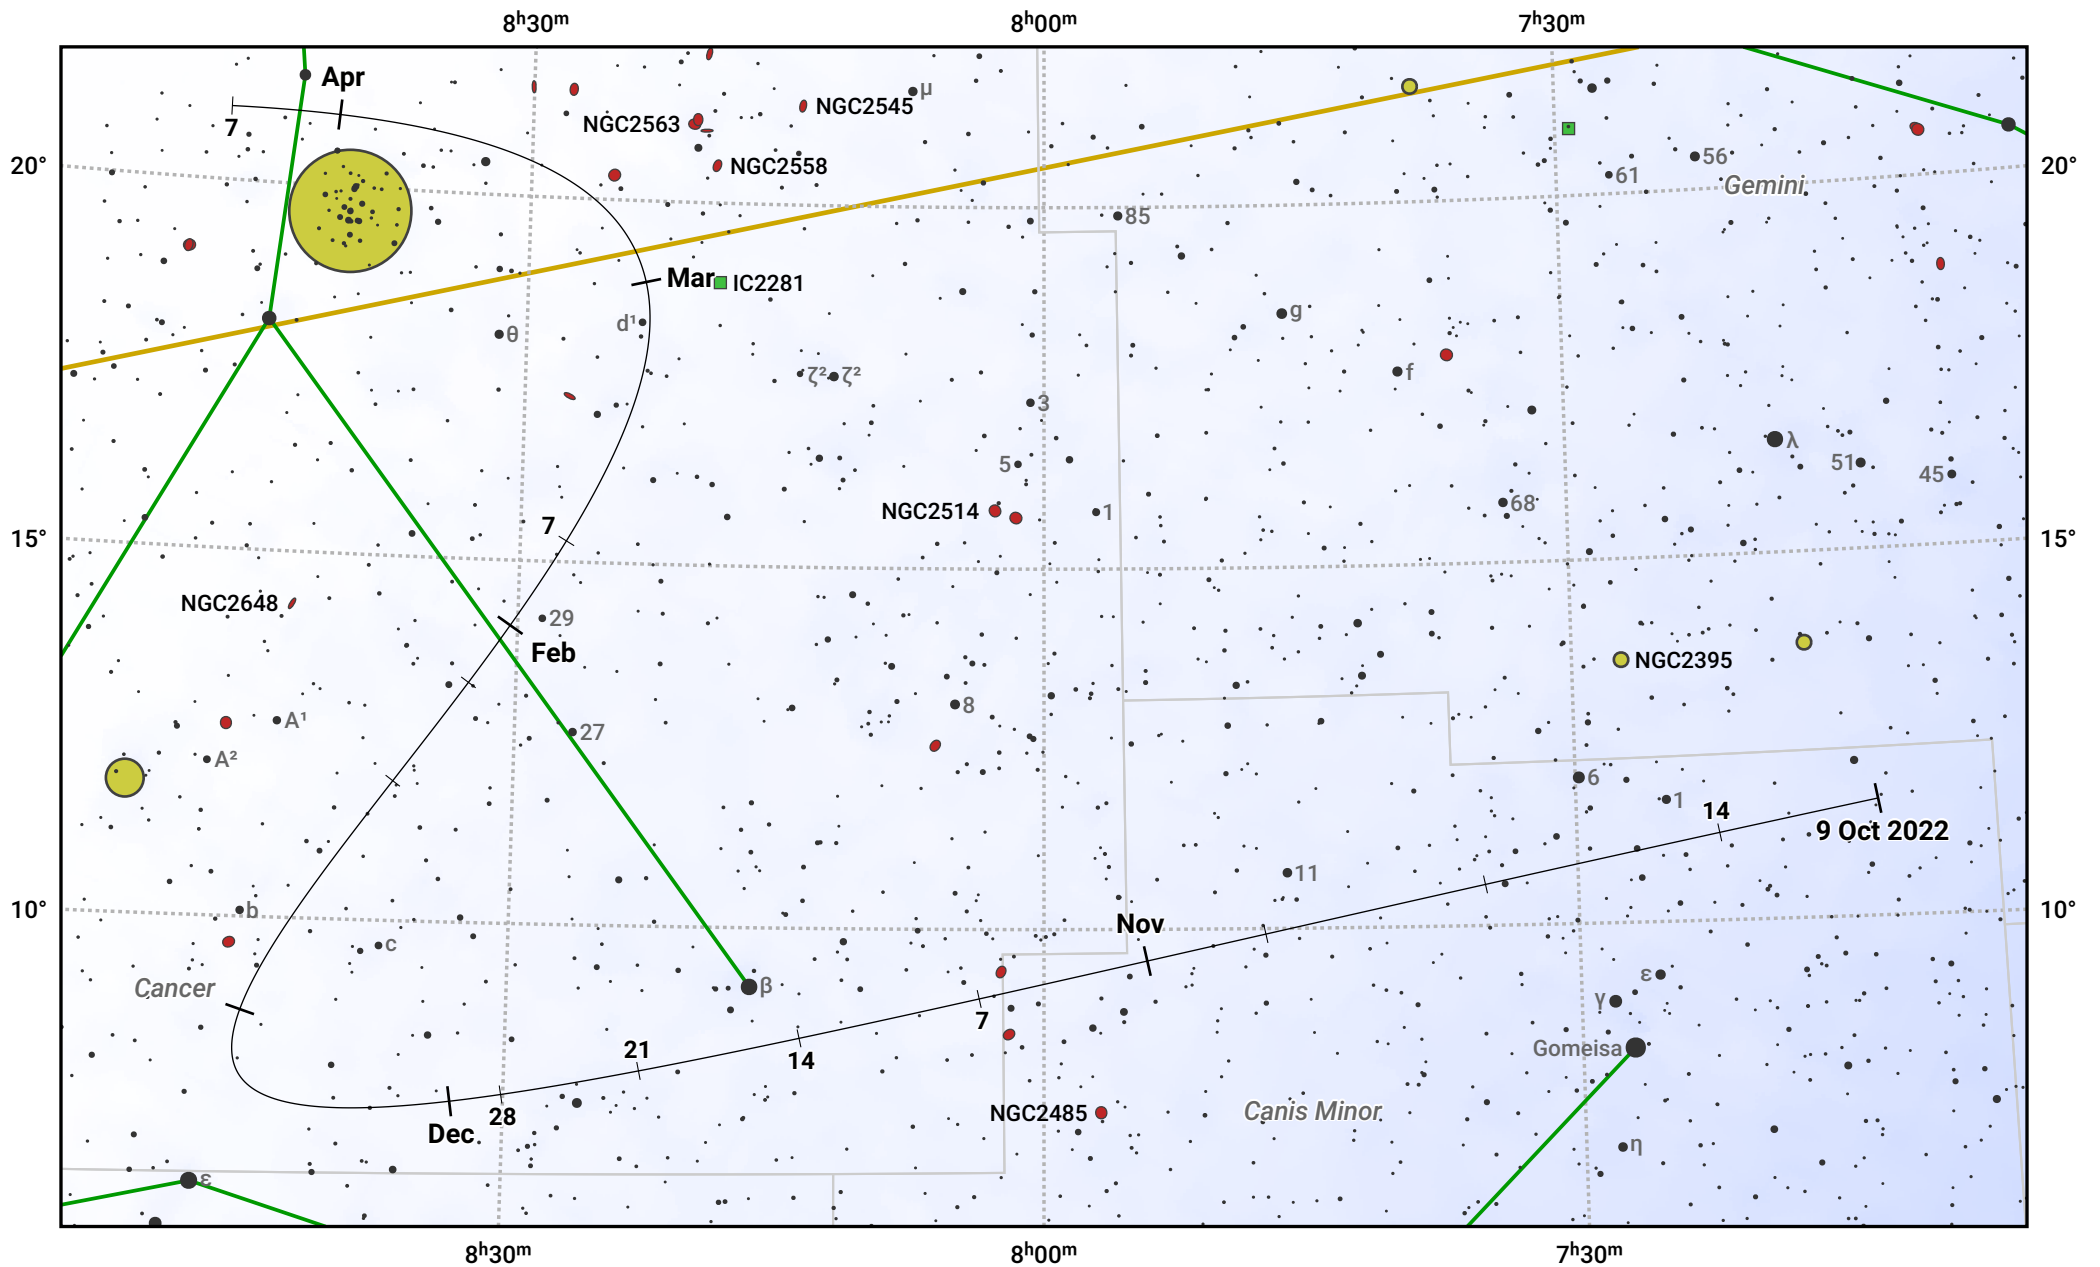 8ʰ30ᵐ
8ʰ00ᵐ
7ʰ30ᵐ
Apr
μ
NGC2545
7
NGC2563
20°
NGC2558
56
20°
61
Gemini
85
Mar
IC2281
g
d¹
θ
ζ²
ζ²
f
3
λ
5
51
45
68
NGC2514
1
7
15°
15°
NGC2648
29
Feb
NGC2395
8
A¹
27
A²
6
1
14
9 Oct 2022
11
10°
b
10°
Nov
c
ε
Cancer
β
γ
7
Gomeisa
21
14
28
NGC2485
Canis Minor
Dec
η
ε
8ʰ30ᵐ
8ʰ00ᵐ
7ʰ30ᵐ